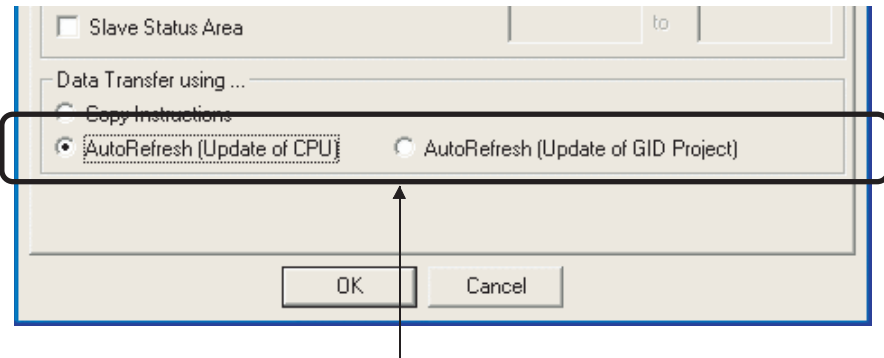 Slave Status Area to
Data Transfer using ...
Copy Instructions
AutoRefresh (Update of CPU) AutoRefresh (Update of GID Project)
OK Cancel